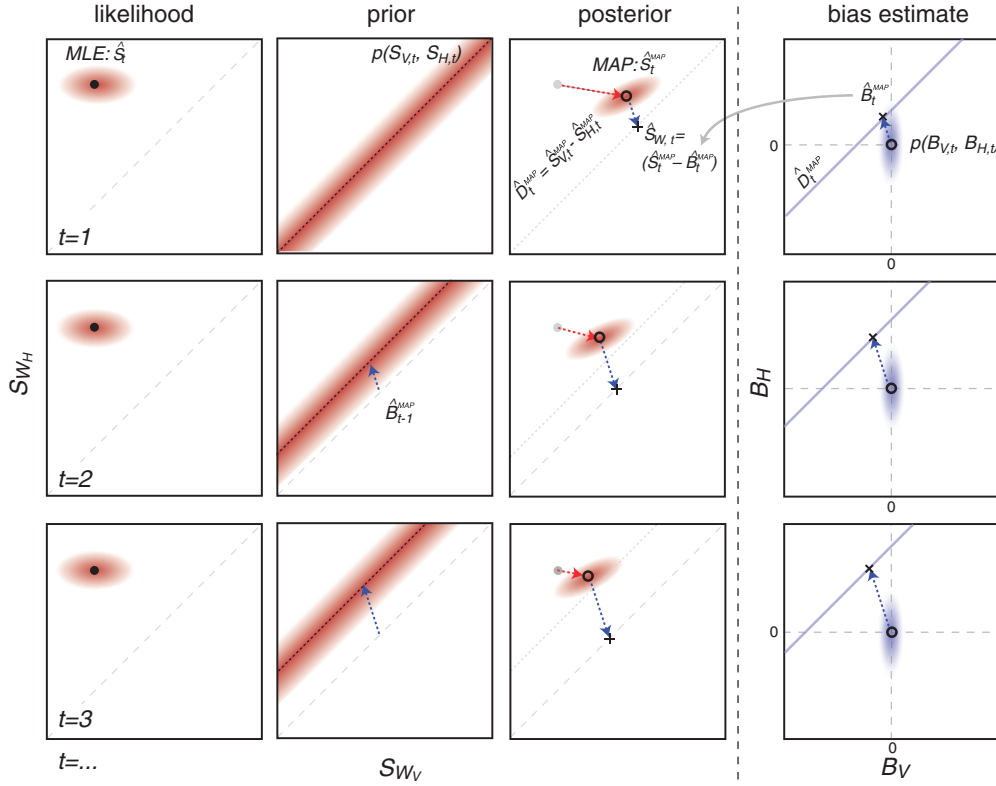 likelihood
prior
posterior
bias estimate
MLE: Ŝt
p(SV,t, SH,t)
MAP: ŜtMAP
D̂tMAP = ŜV,tMAP - ŜH,tMAP
ŜW,t =
(ŜtMAP – B̂tMAP)
B̂tMAP
p(BV,t, BH,t
D̂tMAP
0
0
t=1
SWH
B̂t-1MAP
BH
t=2
0
0
t=3
0
t=...
SWV
BV